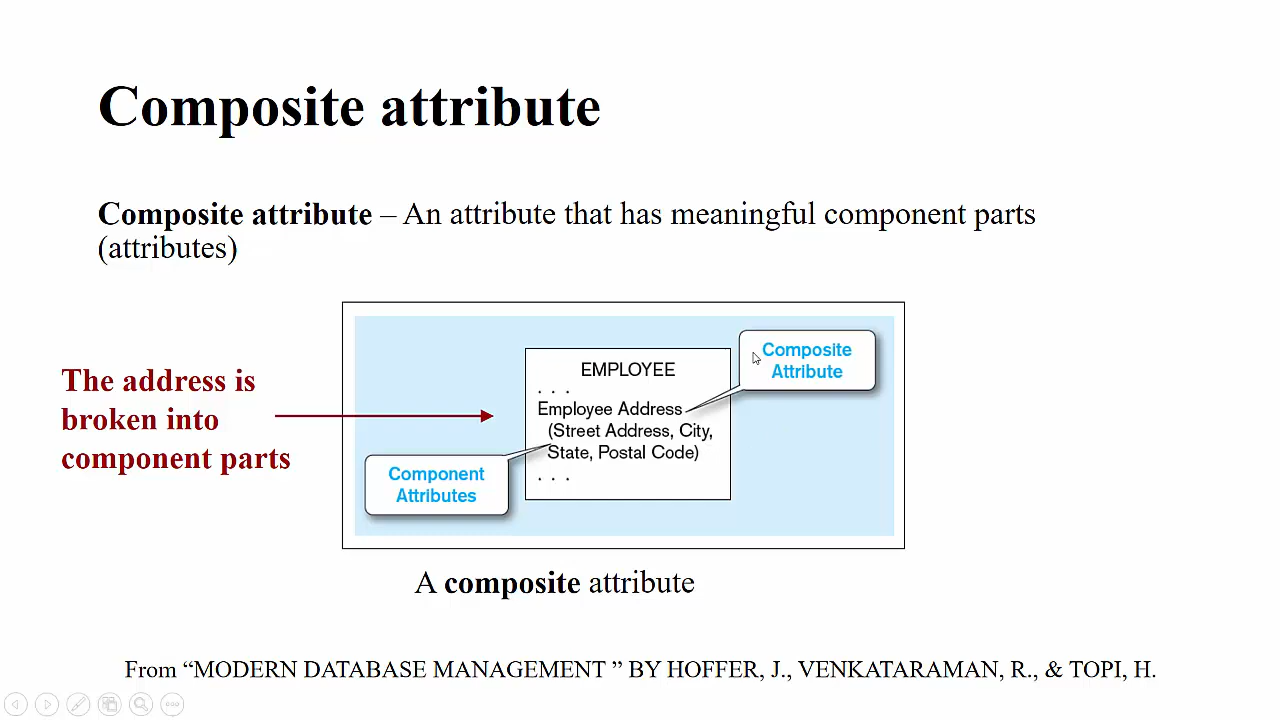 Composite attribute
Composite attribute – An attribute that has meaningful component parts
(attributes)
The address is
broken into
component parts
EMPLOYEE
. . .
Employee Address
(Street Address, City,
State, Postal Code)
. . .
Composite
Attribute
Component
Attributes
A composite attribute
From “MODERN DATABASE MANAGEMENT ” BY HOFFER, J., VENKATARAMAN, R., & TOPI, H.